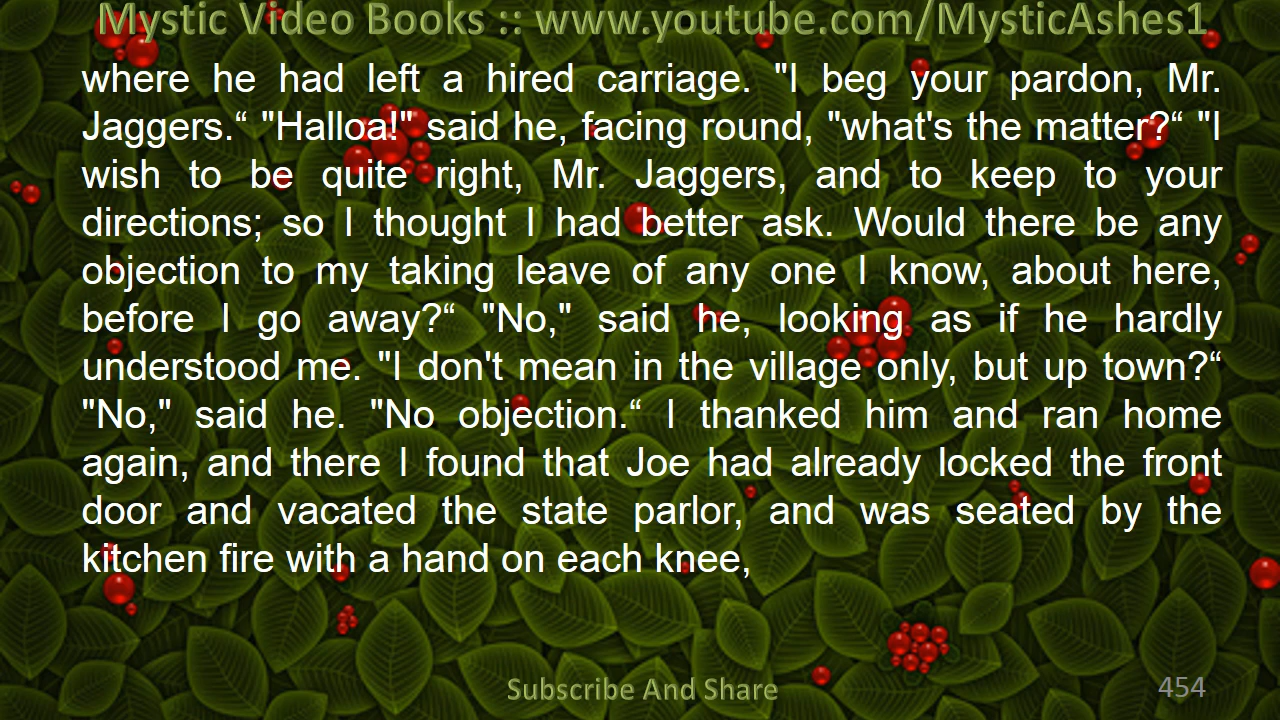 Mystic Video Books :: www.youtube.com/MysticAshes1
where he had left a hired carriage. "I beg your pardon, Mr.
Jaggers.“ "Halloa!" said he, facing round, "what's the matter?“ "I
wish to be quite right, Mr. Jaggers, and to keep to your
directions; so I thought I had better ask. Would there be any
objection to my taking leave of any one I know, about here,
before I go away?“ "No," said he, looking as if he hardly
understood me. "I don't mean in the village only, but up town?“
"No," said he. "No objection.“ I thanked him and ran home
again, and there I found that Joe had already locked the front
door and vacated the state parlor, and was seated by the
kitchen fire with a hand on each knee,
Subscribe And Share
454